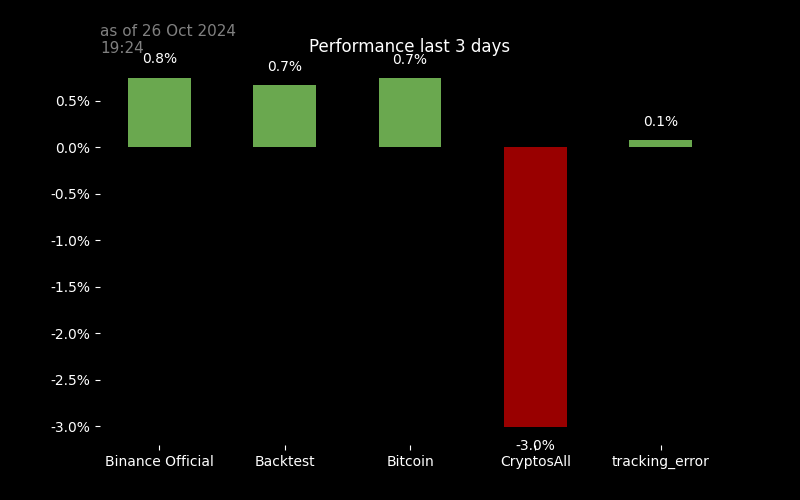 as of 26 Oct 2024
19:24
Performance last 3 days
0.8%
0.7%
0.7%
-3.0%
0.1%
0.5%
0.0%
-0.5%
-1.0%
-1.5%
-2.0%
-2.5%
-3.0%
Binance Official
Backtest
Bitcoin
CryptosAll
tracking_error